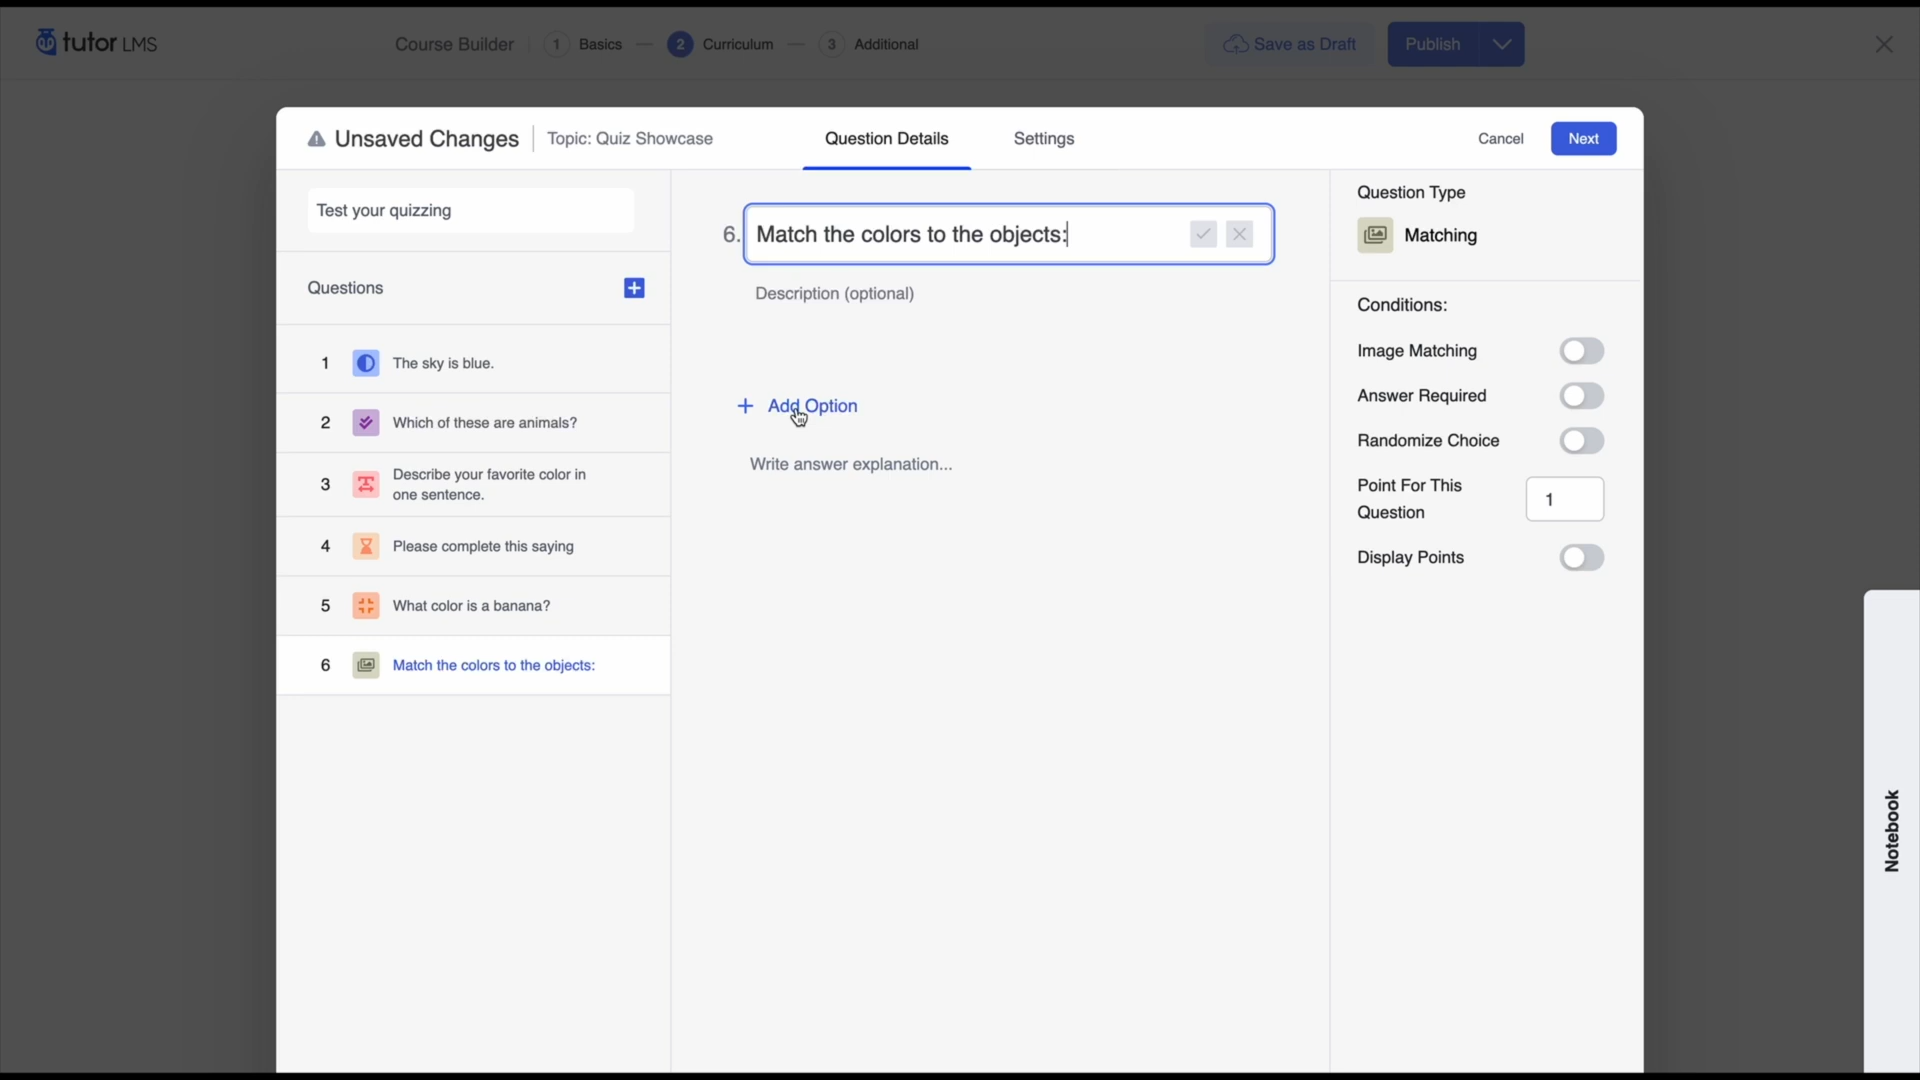 tutor LMS
Course Builder
1 Basics
2 Curriculum
3 Additional
Save as Draft
Publish
Unsaved Changes
Topic: Quiz Showcase
Question Details
Settings
Cancel
Next
Test your quizzing
Questions
1 The sky is blue.
2 Which of these are animals?
3 Describe your favorite color in
one sentence.
4 Please complete this saying
5 What color is a banana?
6 Match the colors to the objects:
6. Match the colors to the objects:
Description (optional)
Add Option
Write answer explanation...
Question Type
Matching
Conditions:
Image Matching
Answer Required
Randomize Choice
Point For This
Question
1
Display Points
Notebook